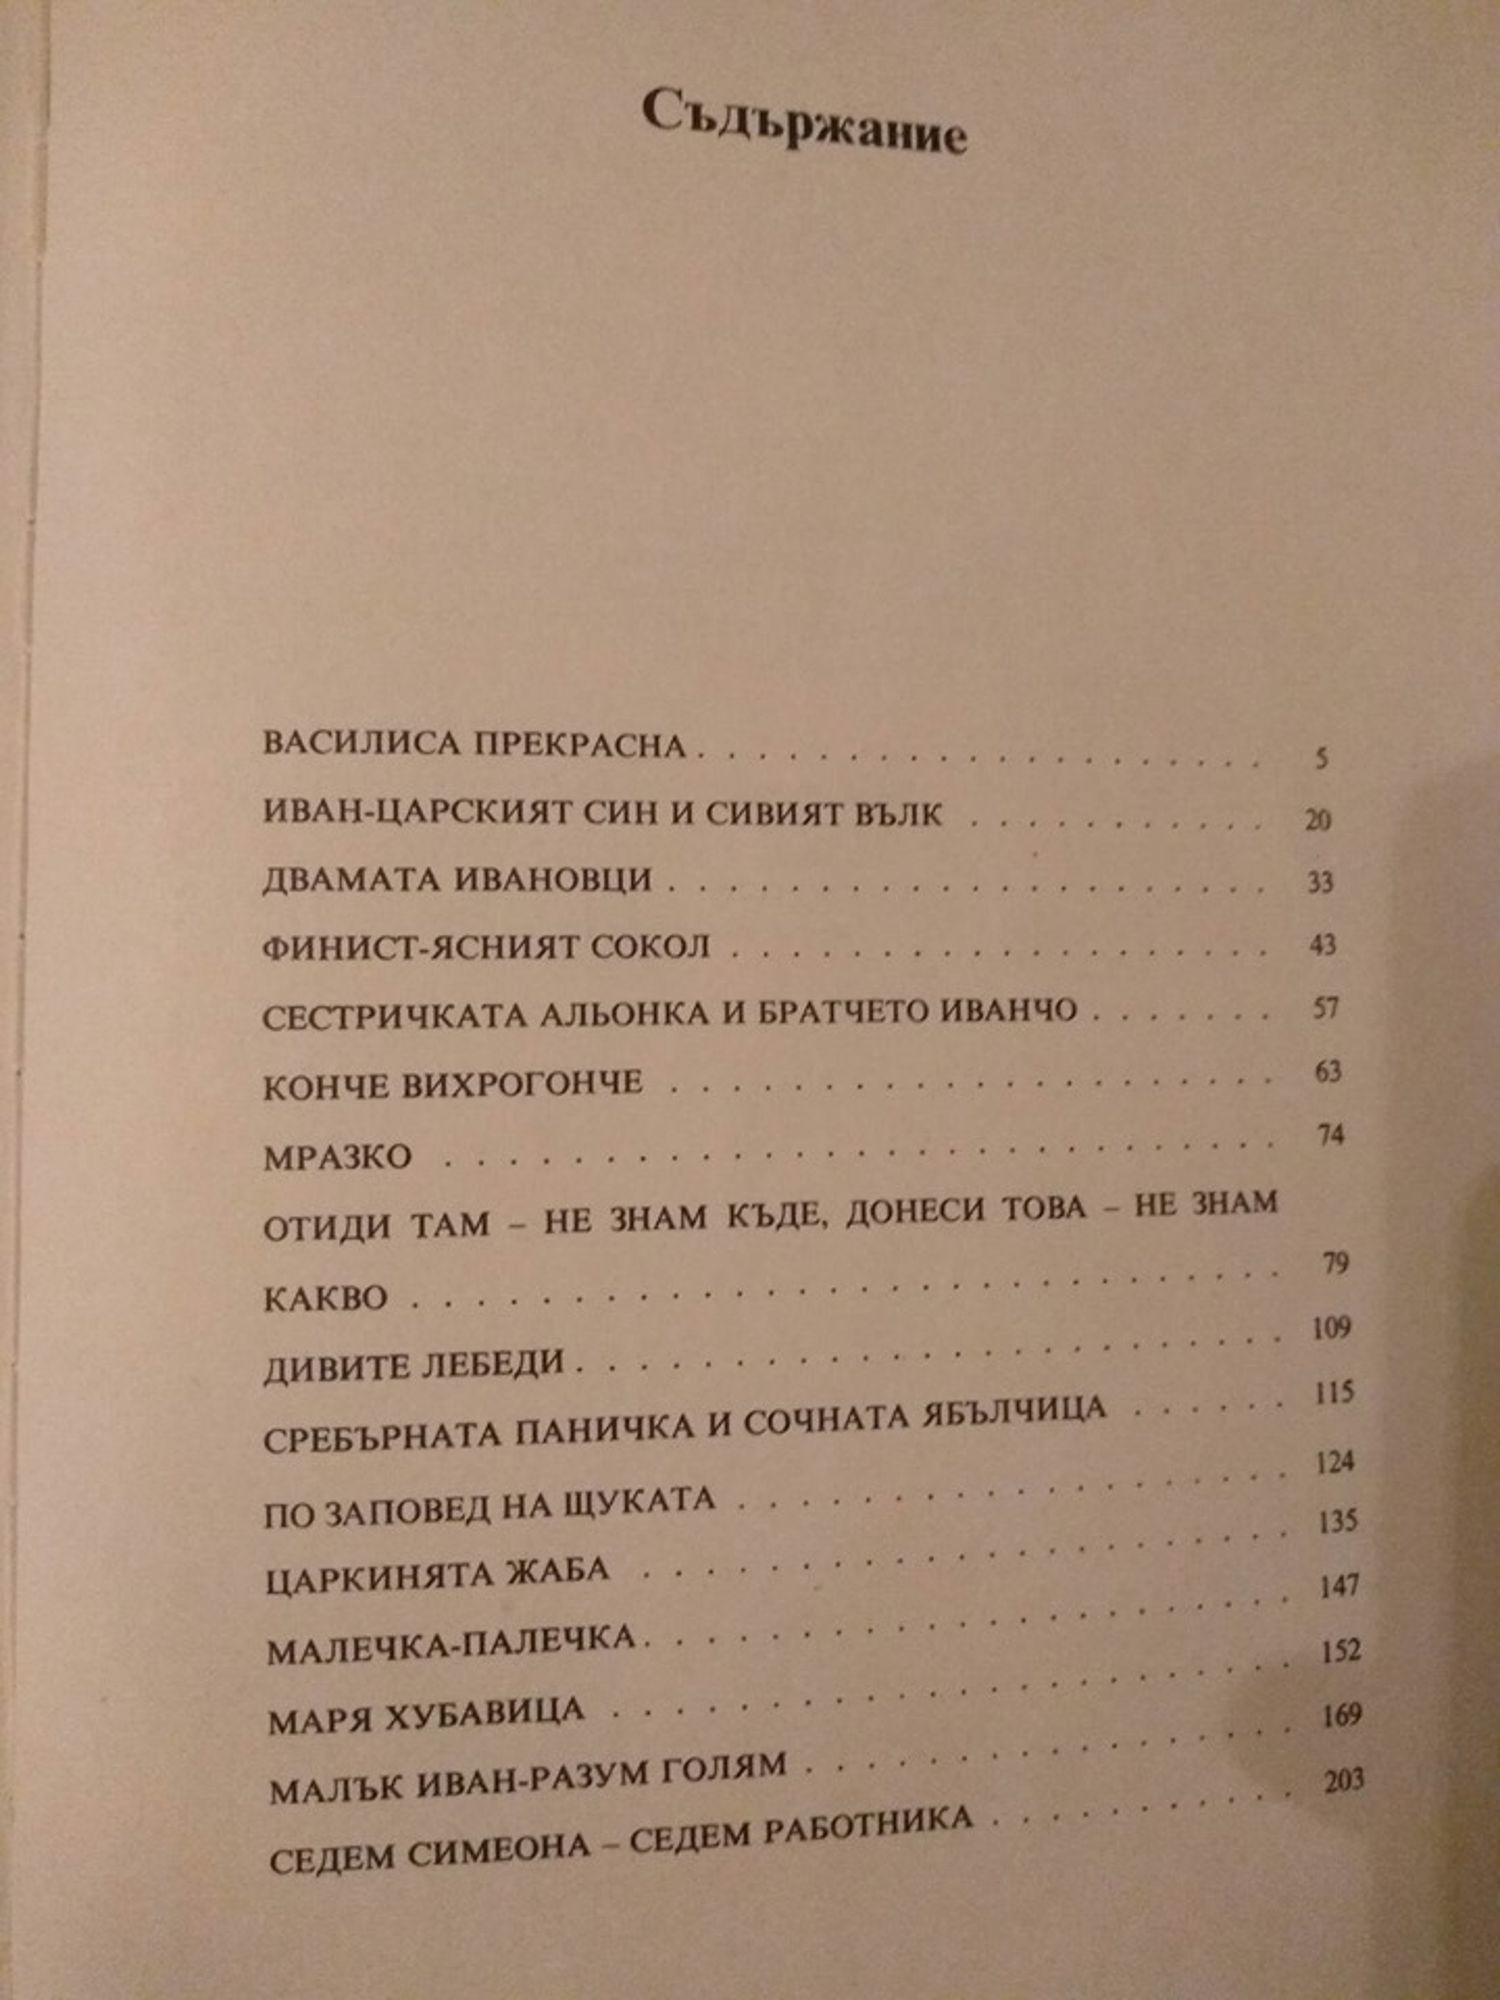 Съдържание
ВАСИЛИСА ПРЕКРАСНА . . . . . . . . . . . . . . . . . . . 5
ИВАН-ЦАРСКИЯТ СИН И СИВИЯТ ВЪЛК . . . . . . . . . . 20
ДВАМАТА ИВАНОВЦИ . . . . . . . . . . . . . . . . . . . . 33
ФИНИСТ-ЯСНИЯТ СОКОЛ . . . . . . . . . . . . . . . . . . 43
СЕСТРИЧКАТА АЛЬОНКА И БРАТЧЕТО ИВАНЧО . . . . . . . 57
КОНЧЕ ВИХРОГОНЧЕ . . . . . . . . . . . . . . . . . . . . 63
МРАЗКО . . . . . . . . . . . . . . . . . . . . . . . . . . 74
ОТИДИ ТАМ – НЕ ЗНАМ КЪДЕ, ДОНЕСИ ТОВА – НЕ ЗНАМ
КАКВО . . . . . . . . . . . . . . . . . . . . . . . . . . . 79
ДИВИТЕ ЛЕБЕДИ . . . . . . . . . . . . . . . . . . . . . . 109
СРЕБЪРНАТА ПАНИЧКА И СОЧНАТА ЯБЪЛЧИЦА . . . . . . 115
ПО ЗАПОВЕД НА ЩУКАТА . . . . . . . . . . . . . . . . . . 124
ЦАРКИНЯТА ЖАБА . . . . . . . . . . . . . . . . . . . . . 135
МАЛЕЧКА-ПАЛЕЧКА . . . . . . . . . . . . . . . . . . . . . 147
МАРЯ ХУБАВИЦА . . . . . . . . . . . . . . . . . . . . . . 152
МАЛЪК ИВАН-РАЗУМ ГОЛЯМ . . . . . . . . . . . . . . . . 169
СЕДЕМ СИМЕОНА – СЕДЕМ РАБОТНИКА . . . . . . . . . . 203